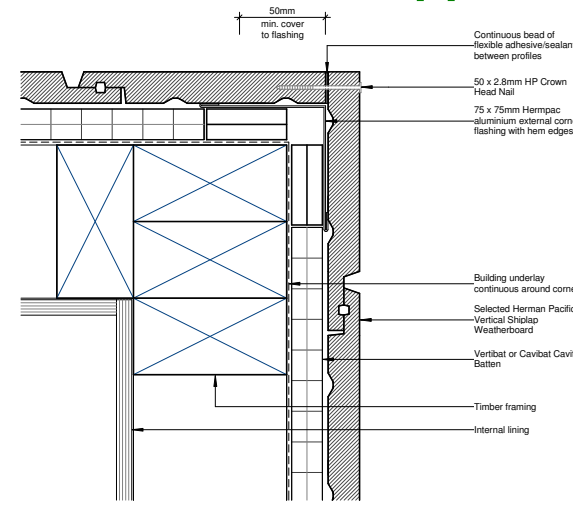 50mm
min. cover
to flashing
Continuous bead of
flexible adhesive/sealan
between profiles
50 x 2.8mm HP Crown
Head Nail
75 x 75mm Hermpac
aluminium external corne
flashing with hem edges
Building underlay
continuous around corne
Selected Herman Pacific
Vertical Shiplap
Weatherboard
Vertibat or Cavibat Cavi
Batten
Timber framing
Internal lining